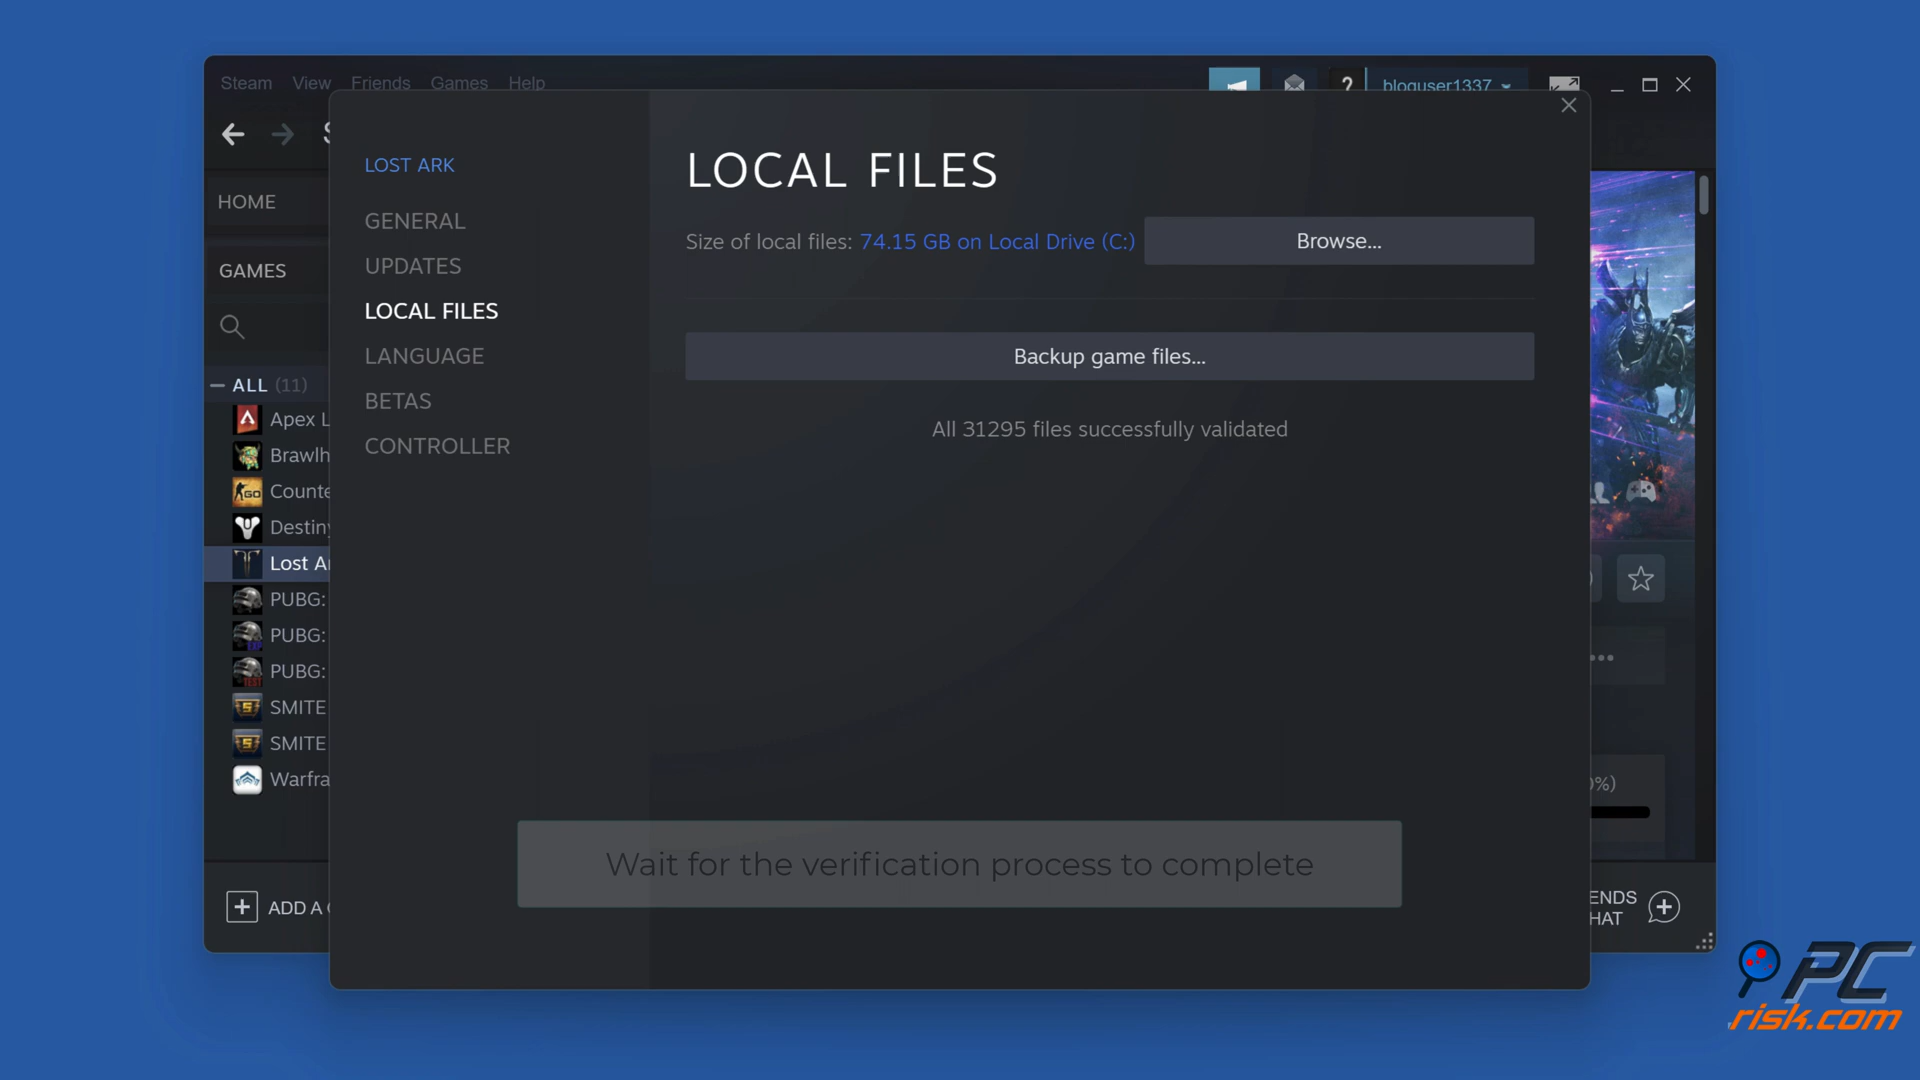 Steam View Friends Games Help
? bloguser1337
LOST ARK
GENERAL
UPDATES
LOCAL FILES
LANGUAGE
BETAS
CONTROLLER
LOCAL FILES
Size of local files: 74.15 GB on Local Drive (C:)
Browse...
Backup game files...
All 31295 files successfully validated
HOME
GAMES
ALL (11)
Apex L
Brawlh
GO Counte
Destiny
Lost A
PUBG:
PUBG:
PUBG:
SMITE
SMITE
Warfra
%)
Wait for the verification process to complete
ADD A
ENDS
HAT
PC
risk.com